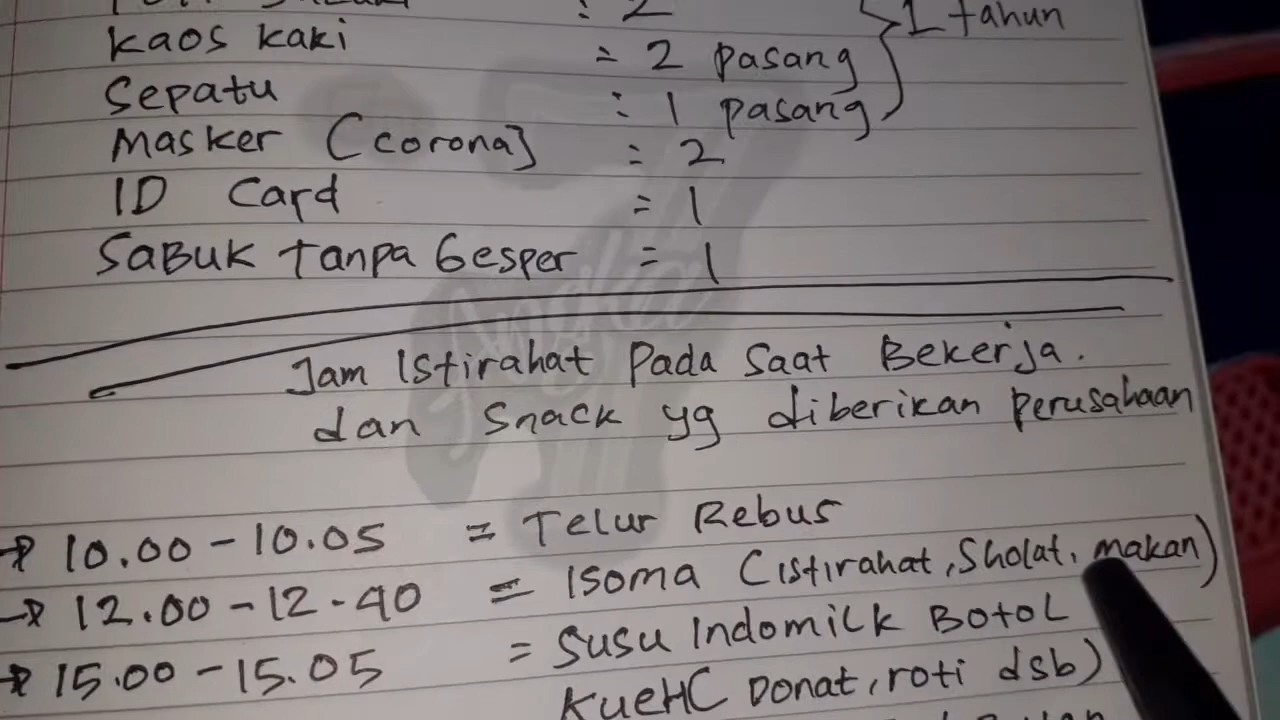 : 2
1 tahun
kaos kaki = 2 pasang
Sepatu : 1 pasang
Masker (corona] : 2
ID Card = 1
SaBuk tanpa Gesper = 1
Jam Istirahat Pada Saat Bekerja.
dan Snack yg diberikan perusahaan
→ 10.00 - 10.05 = Telur Rebus
→ 12.00 - 12.40 = Isoma (istirahat, Sholat, makan)
→ 15.00 - 15.05 = Susu Indomilk Botol
Kue (Donat, roti dsb)